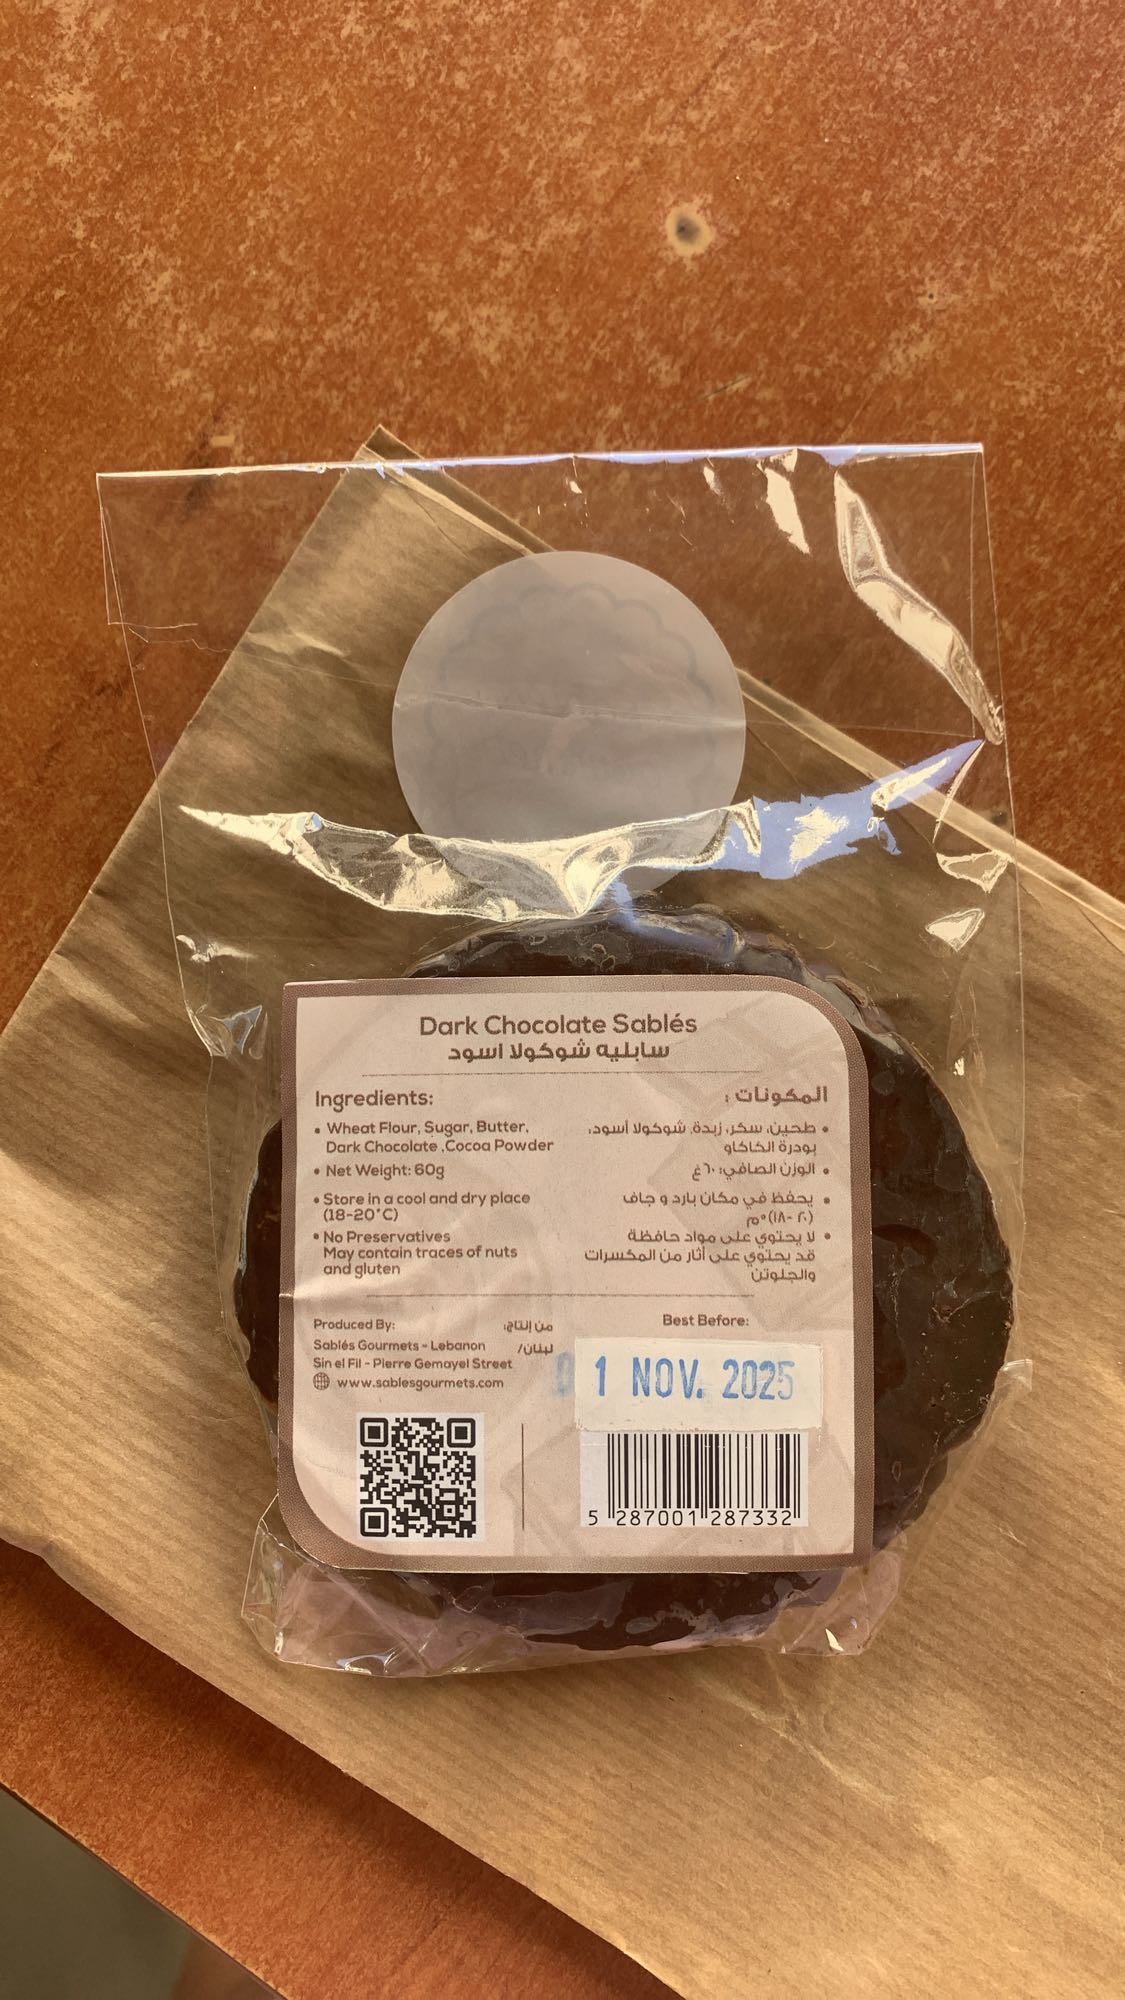 Dark Chocolate Sablés
سابليه شوكولا اسود
Ingredients:
• Wheat Flour, Sugar, Butter,
Dark Chocolate ,Cocoa Powder
• Net Weight: 60g
• Store in a cool and dry place
(18-20°C)
• No Preservatives
May contain traces of nuts
and gluten
المكونات :
• طحين، سكر، زبدة، شوكولا أسود،
بودرة الكاكاو
• الوزن الصافي: ٦٠غ
• يحفظ في مكان بارد و جاف
(١٨- ٢٠)°م
• لا يحتوي على مواد حافظة
قد يحتوي على أثار من المكسرات
والجلوتن
Produced By:
من إنتاج:
Sablés Gourmets - Lebanon
لبنان/
Sin el Fil - Pierre Gemayel Street
www.sablesgourmets.com
Best Before:
0 1 NOV. 2025
5 287001 287332